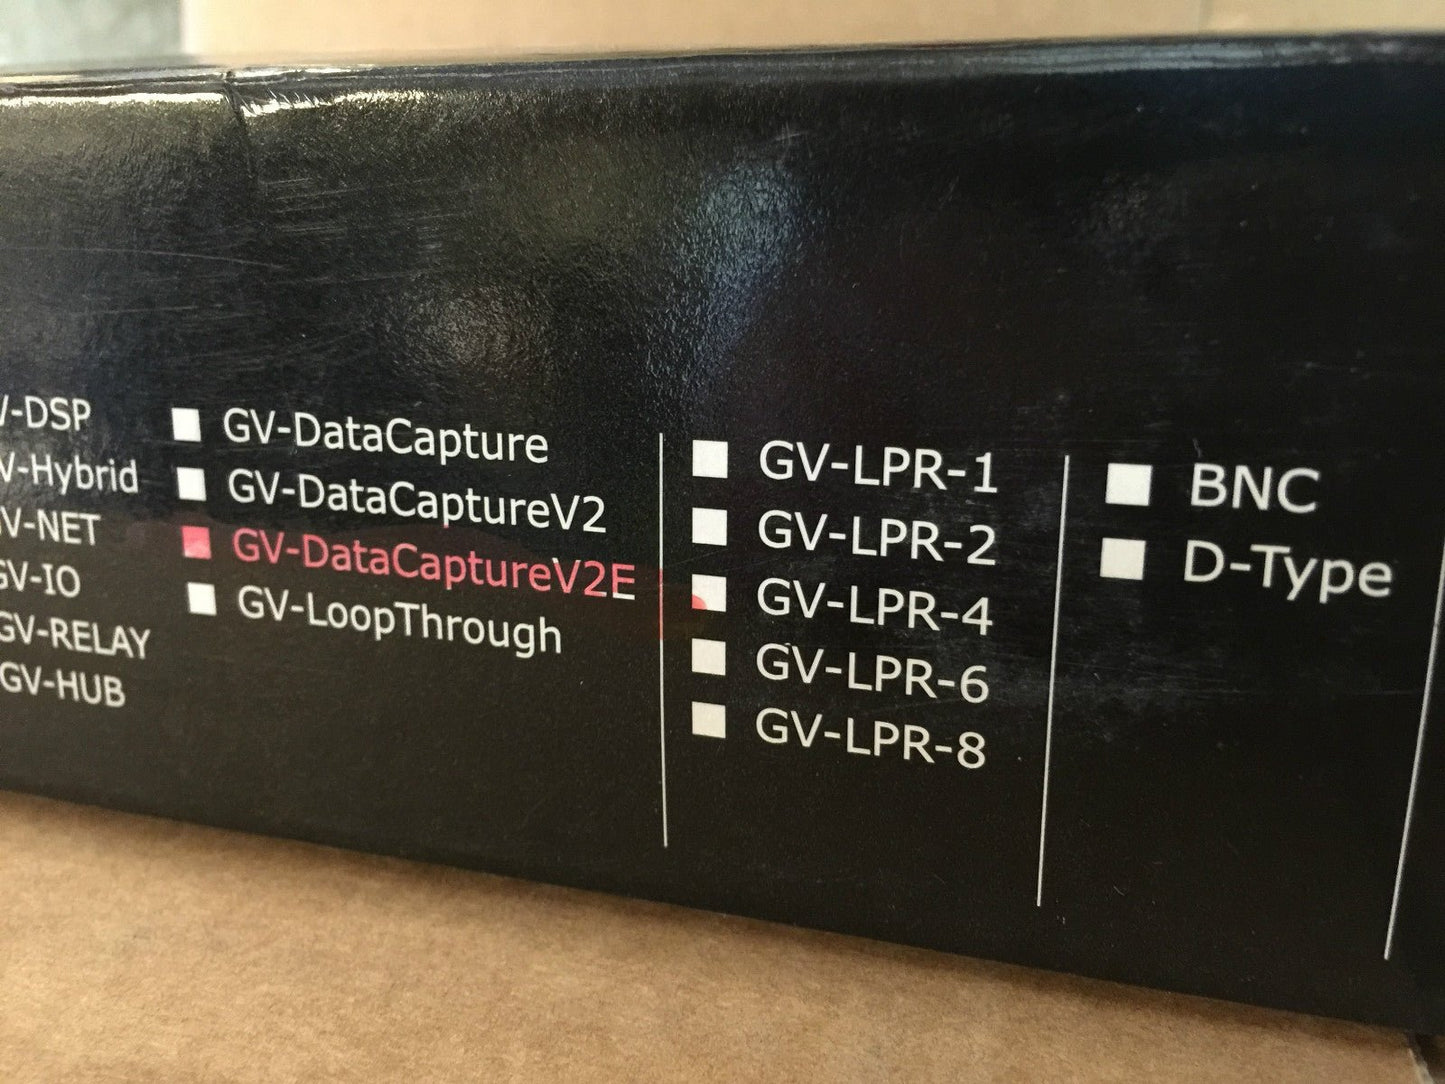 V-DSP
V-Hybrid
GV-NET
GV-IO
GV-RELAY
GV-HUB
GV-DataCapture
GV-DataCaptureV2
GV-DataCaptureV2E
GV-LoopThrough
GV-LPR-1
GV-LPR-2
GV-LPR-4
GV-LPR-6
GV-LPR-8
BNC
D-Type